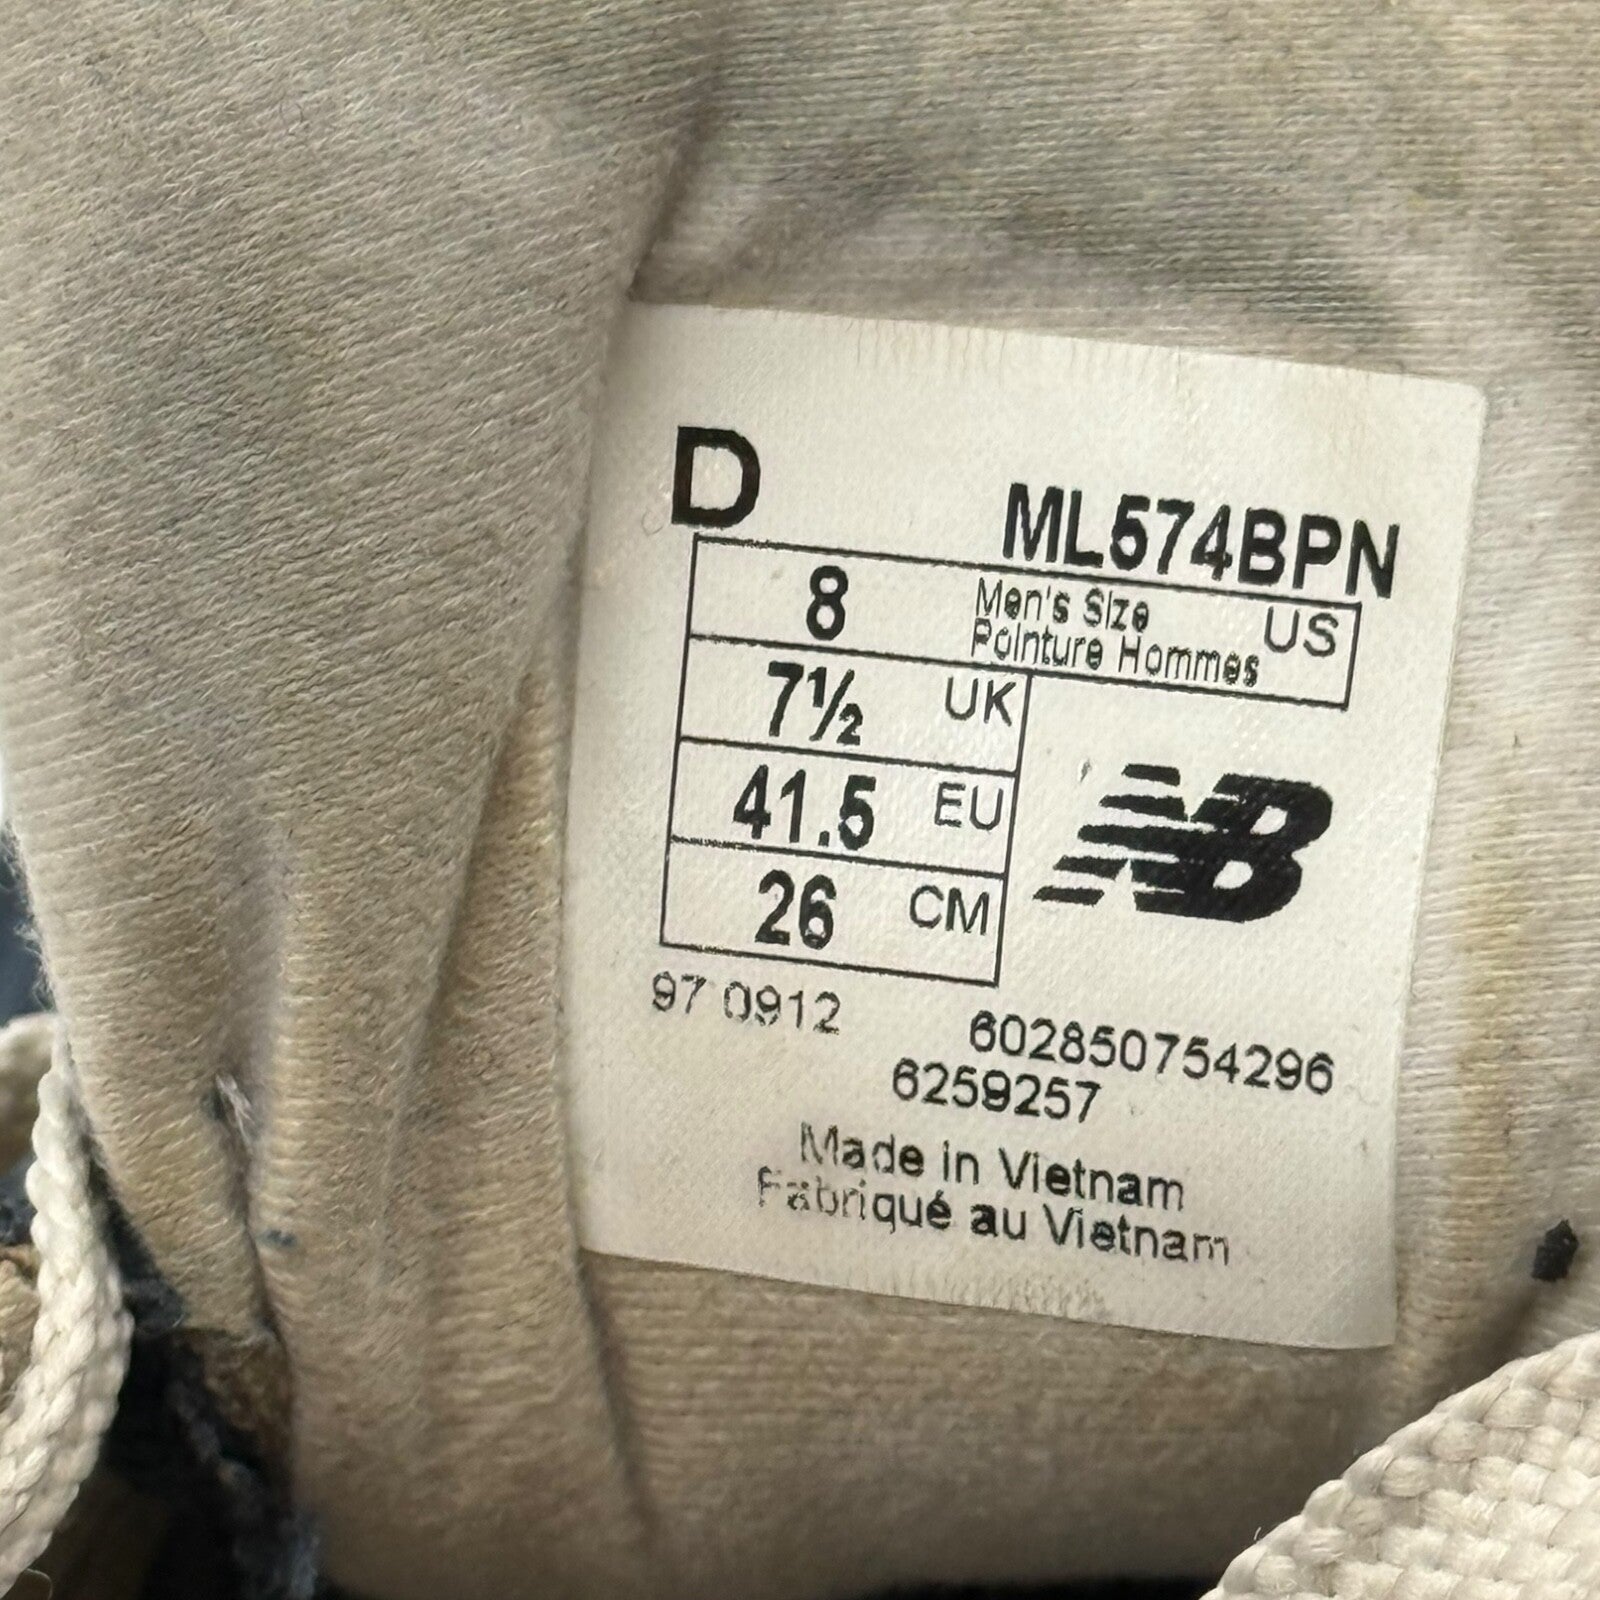 D
ML574BPN
8 Men's Size US
Pointure Hommes
7½ UK
41.5 EU
26 CM
NB
97 0912
602850754296
6259257
Made in Vietnam
Fabriqué au Vietnam